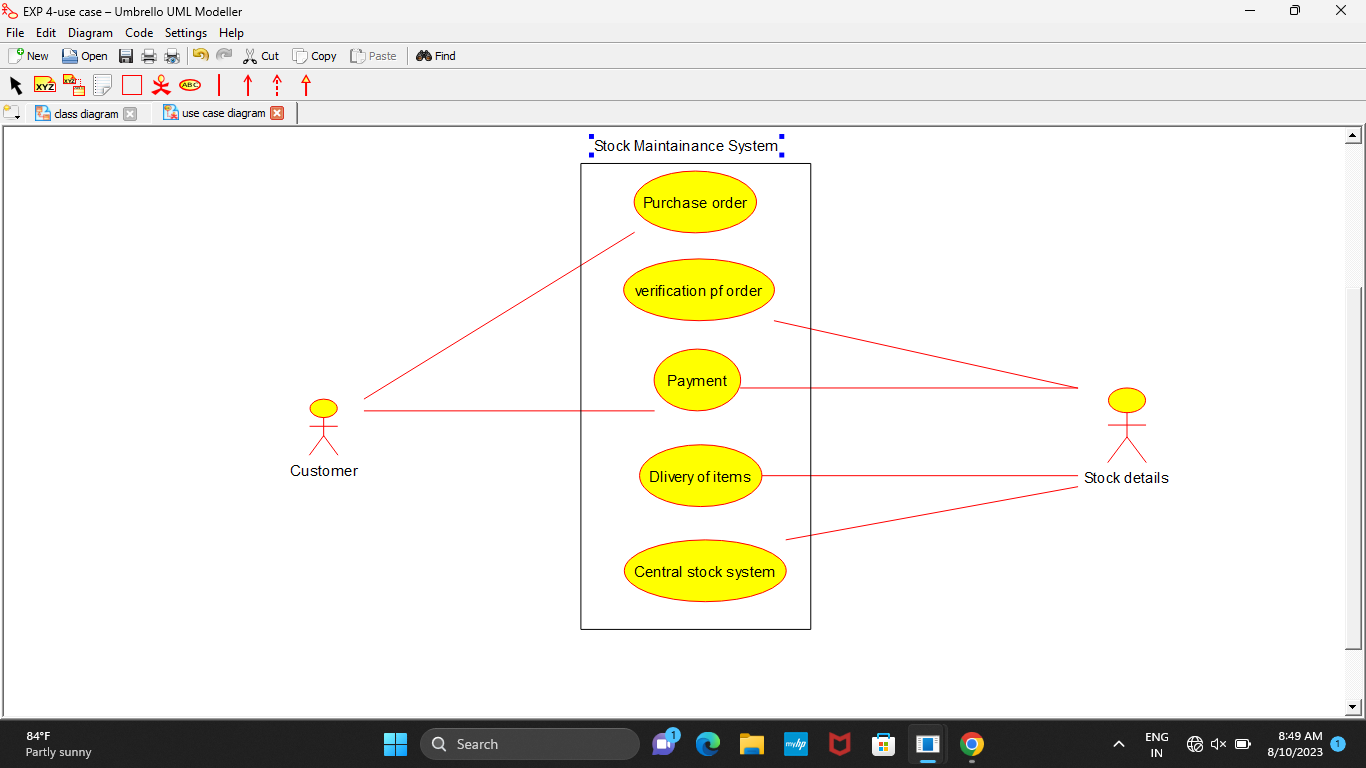 EXP 4-use case – Umbrello UML Modeller
File Edit Diagram Code Settings Help
New Open Cut Copy Paste Find
XYZ XYZ ABC
class diagram use case diagram
Stock Maintainance System
Purchase order
verification pf order
Payment
Customer
Dlivery of items
Stock details
Central stock system
84°F
Partly sunny
Search
1
myhp
ENG
IN
8:49 AM
8/10/2023
1